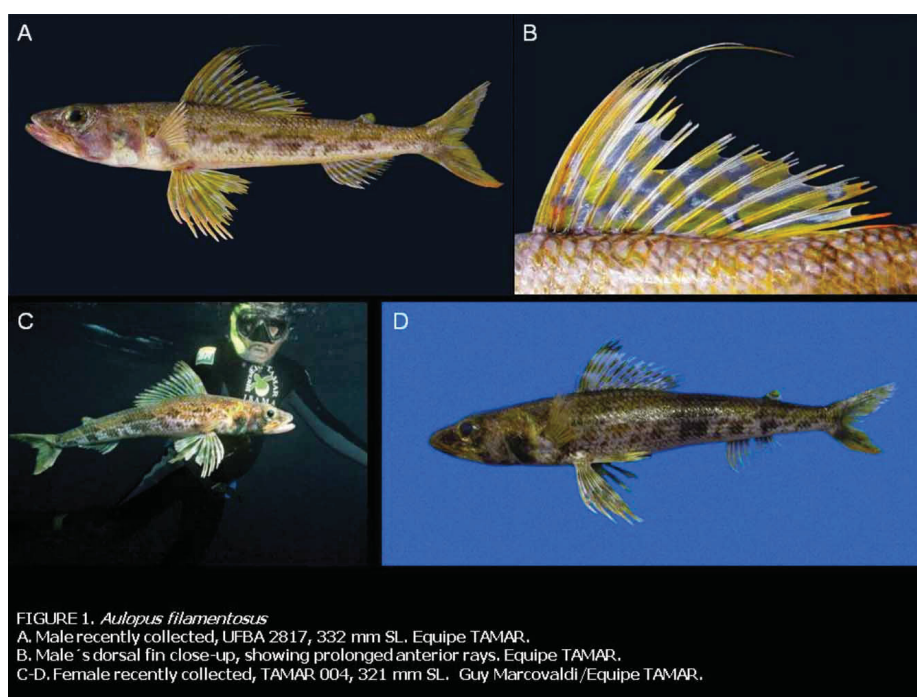 A
B
C
D
TAMAR
FIGURE 1. Aulopus filamentosus
A. Male recently collected, UFBA 2817, 332 mm SL. Equipe TAMAR.
B. Male´s dorsal fin close-up, showing prolonged anterior rays. Equipe TAMAR.
C-D. Female recently collected, TAMAR 004, 321 mm SL.  Guy Marcovaldi/Equipe TAMAR.